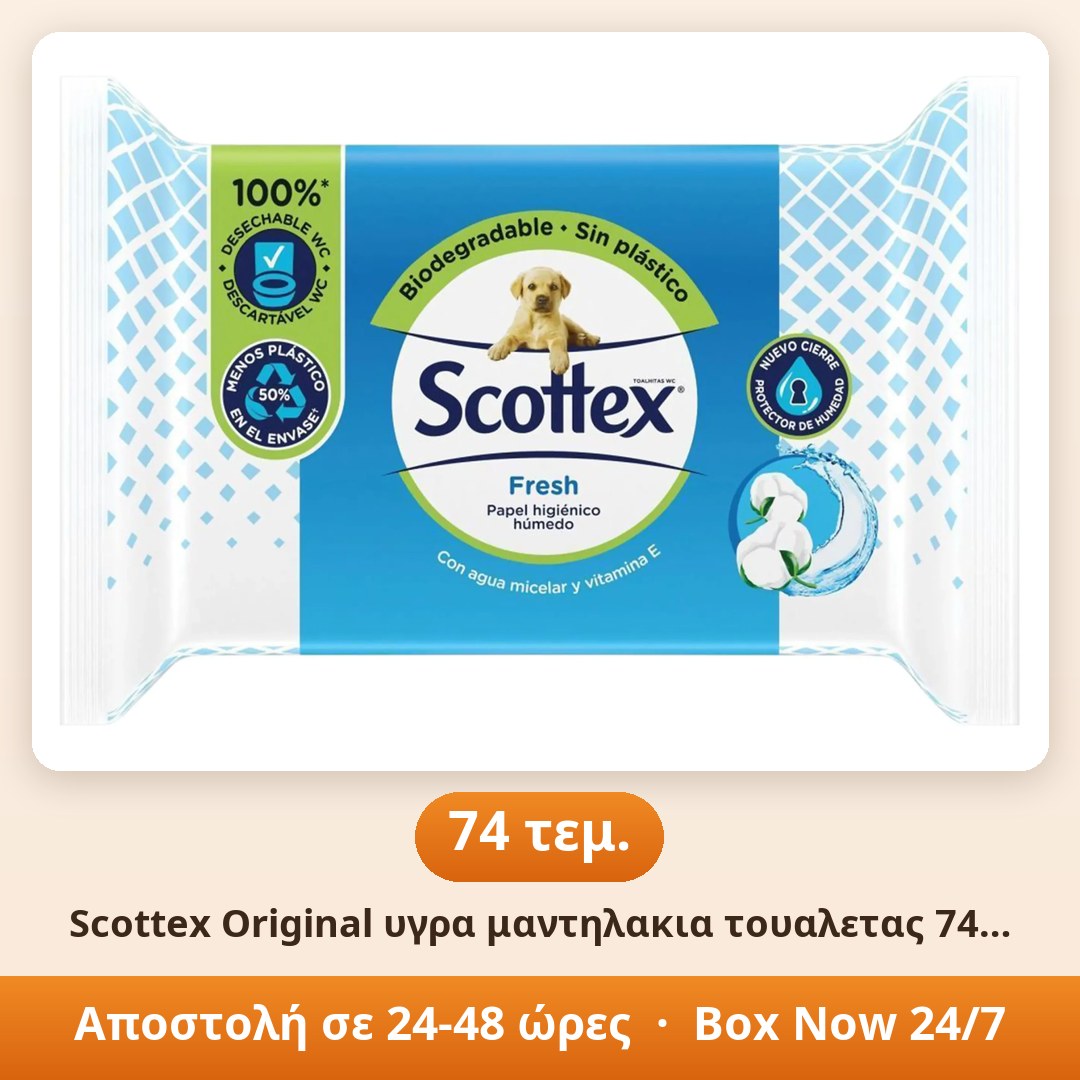 100%*
DESECHABLE WC
DESCARTÁVEL WC
MENOS PLÁSTICO
50%
EN EL ENVASE†
Biodegradable • Sin plástico
TOALHITAS WC
Scottex®
Fresh
Papel higiénico
húmedo
Con agua micelar y vitamina E
NUEVO CIERRE
PROTECTOR DE HUMEDAD
74 τεμ.
Scottex Original υγρα μαντηλακια τουαλετας 74...
Αποστολή σε 24-48 ώρες · Box Now 24/7